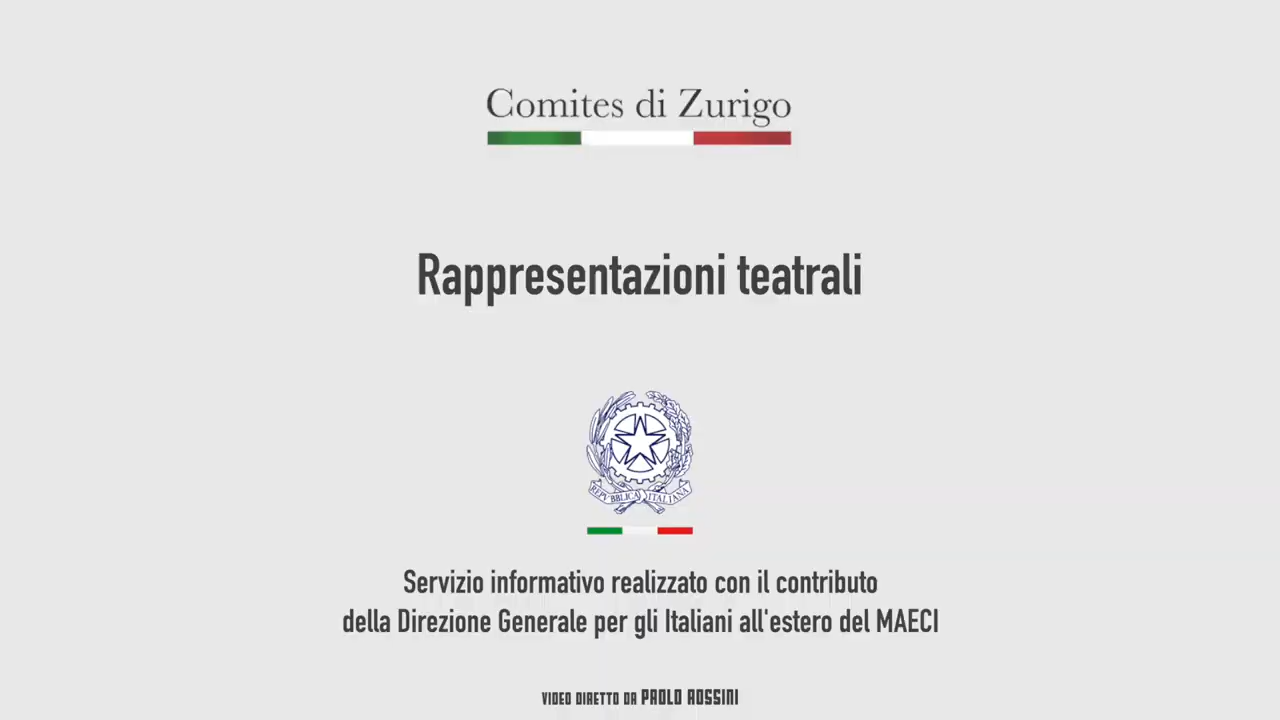 Comites di Zurigo
Rappresentazioni teatrali
REPVBBLICA ITALIANA
Servizio informativo realizzato con il contributo
della Direzione Generale per gli Italiani all'estero del MAECI
VIDEO DIRETTO DA PAOLO ROSSINI